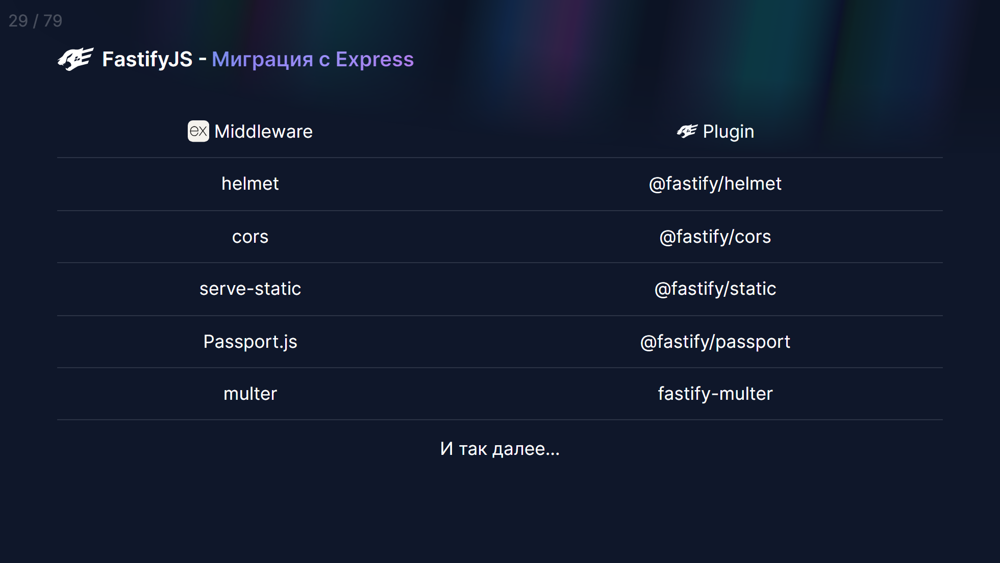 29 / 79
FastifyJS - Миграция с Express
ex Middleware Plugin
helmet @fastify/helmet
cors @fastify/cors
serve-static @fastify/static
Passport.js @fastify/passport
multer fastify-multer
И так далее...